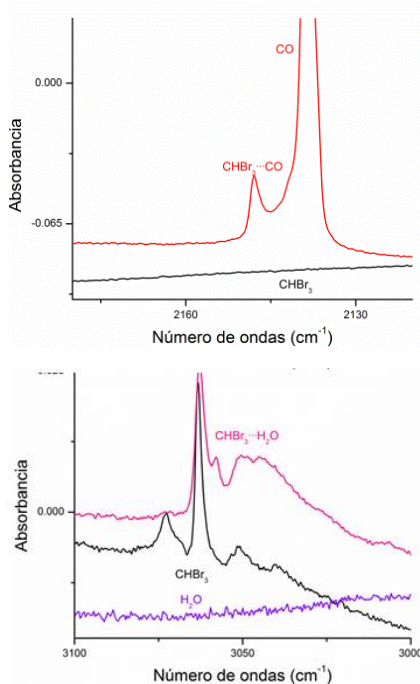 CO
0.000
CHBr3...CO
-0.065
CHBr3
2160
2130
Absorbancia
Número de ondas (cm-1)
CHBr3...H2O
0.000
CHBr3
H2O
3100
3050
3000
Absorbancia
Número de ondas (cm-1)